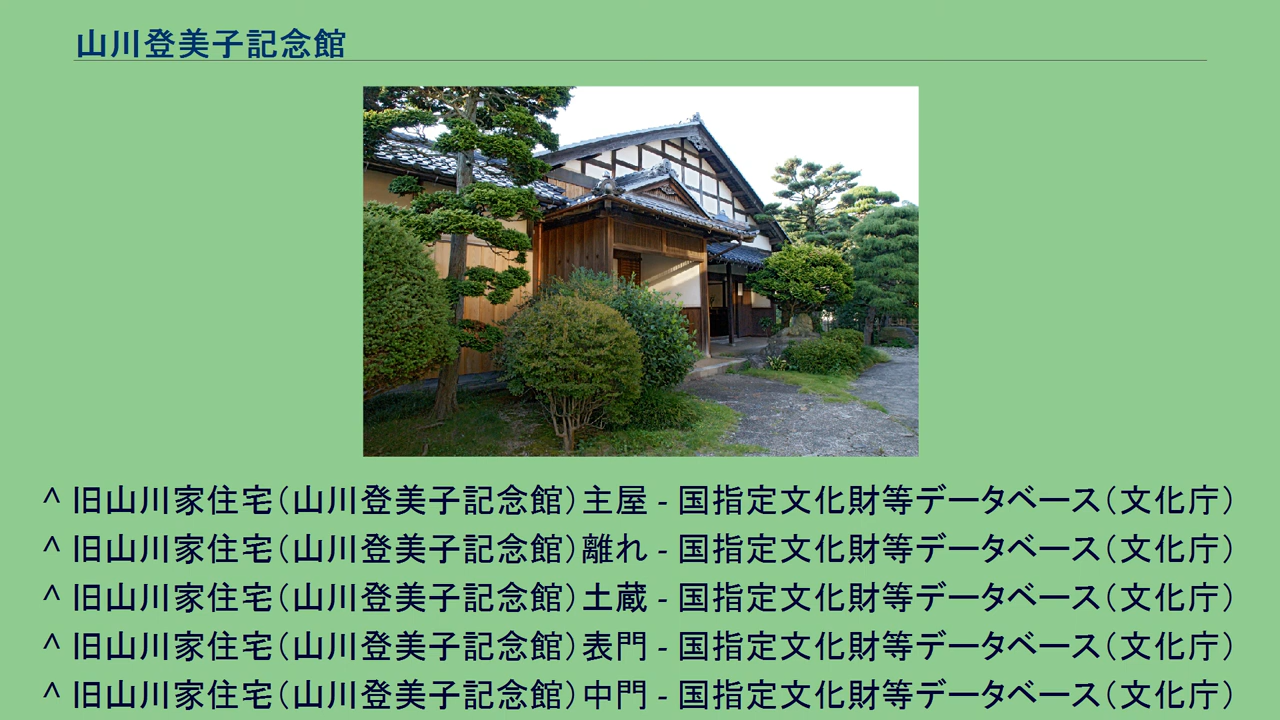 山川登美子記念館
^ 旧山川家住宅（山川登美子記念館）主屋 - 国指定文化財等データベース（文化庁）
^ 旧山川家住宅（山川登美子記念館）離れ - 国指定文化財等データベース（文化庁）
^ 旧山川家住宅（山川登美子記念館）土蔵 - 国指定文化財等データベース（文化庁）
^ 旧山川家住宅（山川登美子記念館）表門 - 国指定文化財等データベース（文化庁）
^ 旧山川家住宅（山川登美子記念館）中門 - 国指定文化財等データベース（文化庁）